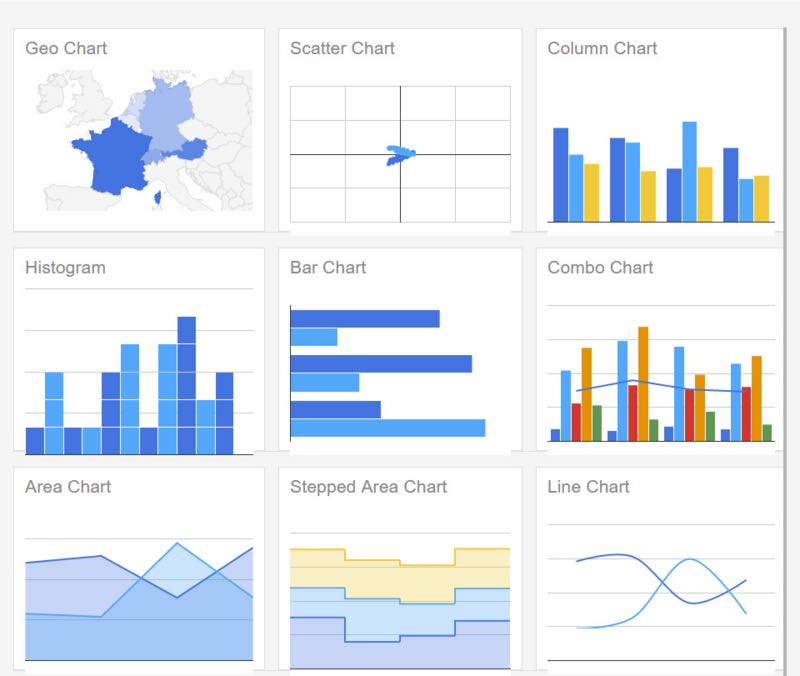 Geo Chart
Scatter Chart
Column Chart
Histogram
Bar Chart
Combo Chart
Area Chart
Stepped Area Chart
Line Chart